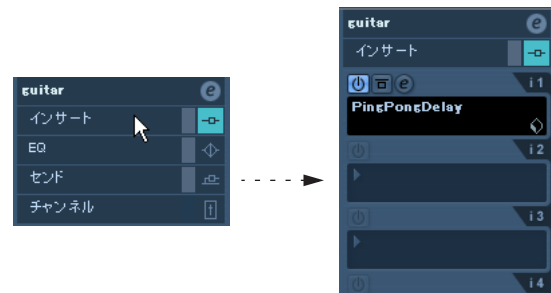 guitar
インサート
EQ
センド
チャンネル
guitar
インサート
i 1
PingPongDelay
i 2
i 3
i 4